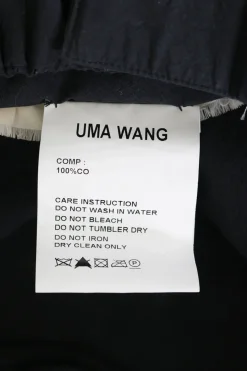 UMA WANG
COMP :
100%CO
CARE INSTRUCTION
DO NOT WASH IN WATER
DO NOT BLEACH
DO NOT TUMBLER DRY
DO NOT IRON
DRY CLEAN ONLY
P